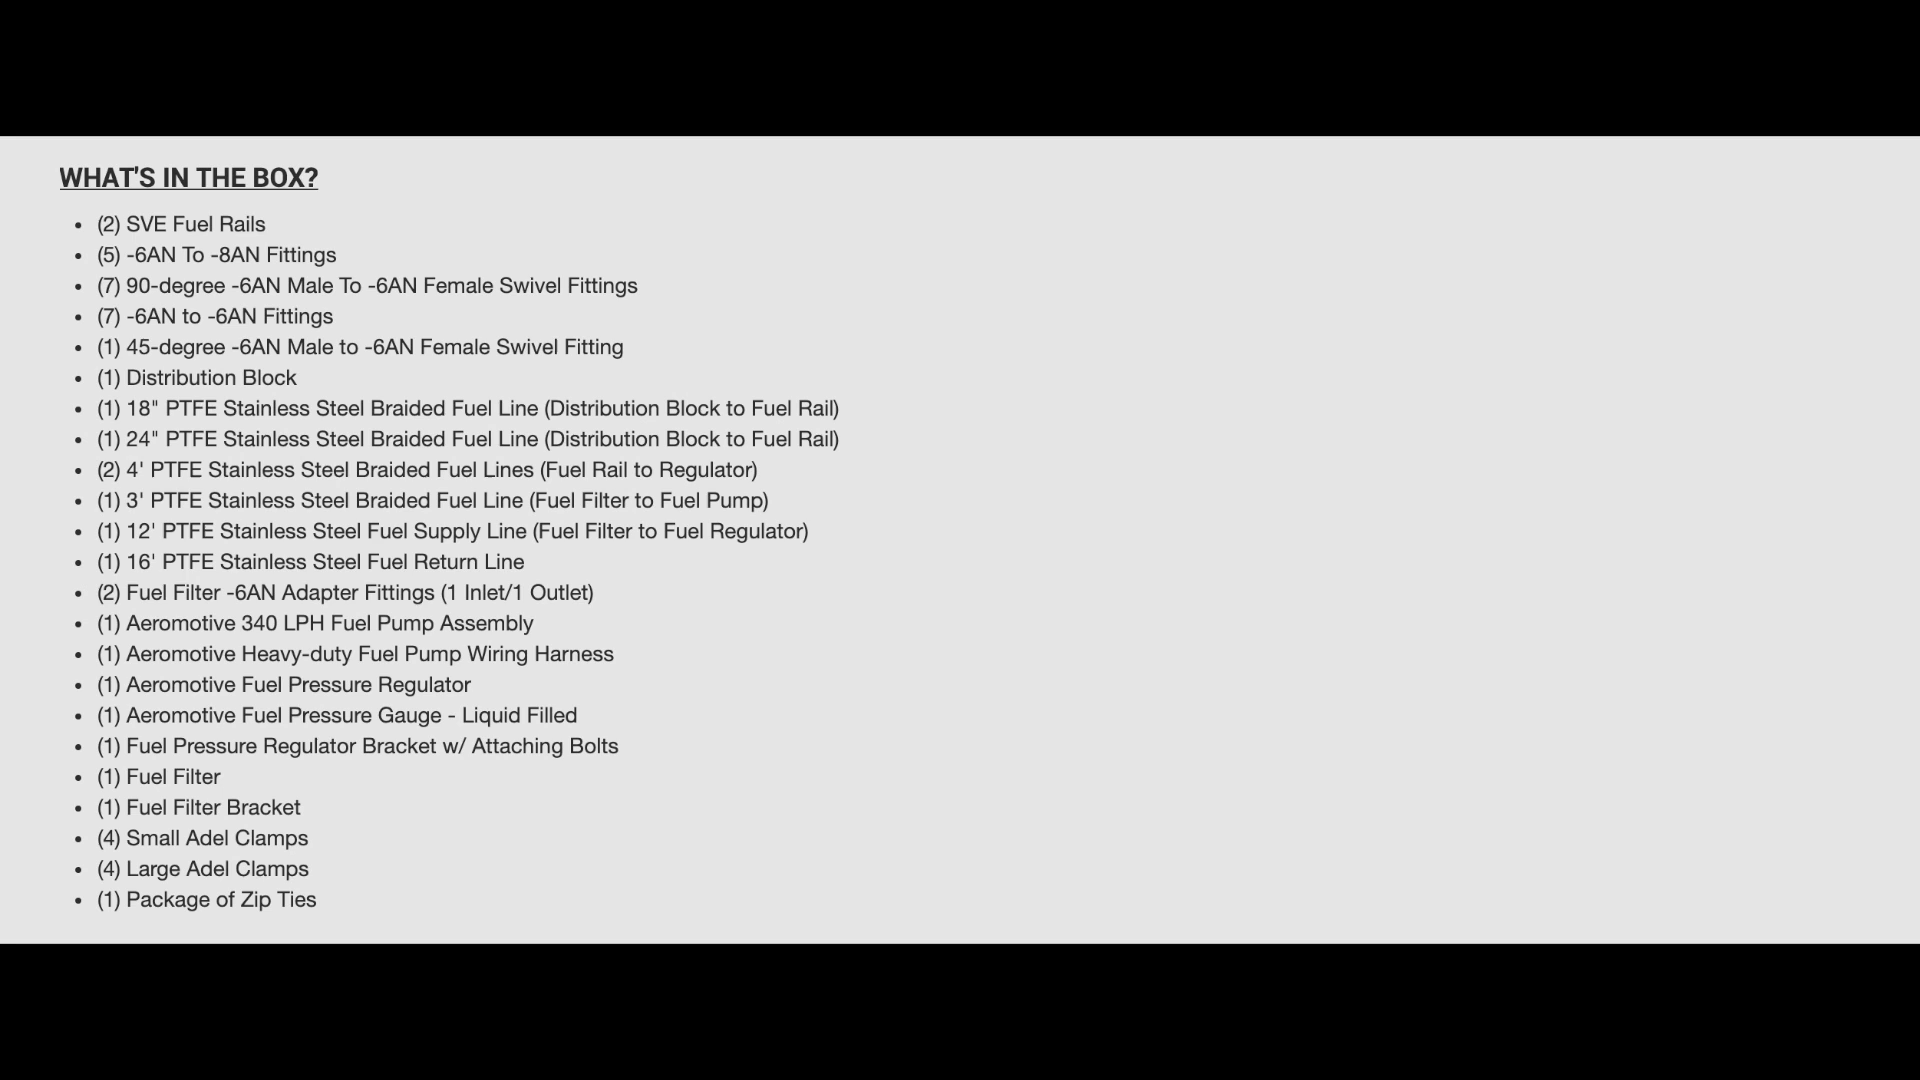 WHAT'S IN THE BOX?
• (2) SVE Fuel Rails
• (5) -6AN To -8AN Fittings
• (7) 90-degree -6AN Male To -6AN Female Swivel Fittings
• (7) -6AN to -6AN Fittings
• (1) 45-degree -6AN Male to -6AN Female Swivel Fitting
• (1) Distribution Block
• (1) 18" PTFE Stainless Steel Braided Fuel Line (Distribution Block to Fuel Rail)
• (1) 24" PTFE Stainless Steel Braided Fuel Line (Distribution Block to Fuel Rail)
• (2) 4' PTFE Stainless Steel Braided Fuel Lines (Fuel Rail to Regulator)
• (1) 3' PTFE Stainless Steel Braided Fuel Line (Fuel Filter to Fuel Pump)
• (1) 12' PTFE Stainless Steel Fuel Supply Line (Fuel Filter to Fuel Regulator)
• (1) 16' PTFE Stainless Steel Fuel Return Line
• (2) Fuel Filter -6AN Adapter Fittings (1 Inlet/1 Outlet)
• (1) Aeromotive 340 LPH Fuel Pump Assembly
• (1) Aeromotive Heavy-duty Fuel Pump Wiring Harness
• (1) Aeromotive Fuel Pressure Regulator
• (1) Aeromotive Fuel Pressure Gauge - Liquid Filled
• (1) Fuel Pressure Regulator Bracket w/ Attaching Bolts
• (1) Fuel Filter
• (1) Fuel Filter Bracket
• (4) Small Adel Clamps
• (4) Large Adel Clamps
• (1) Package of Zip Ties